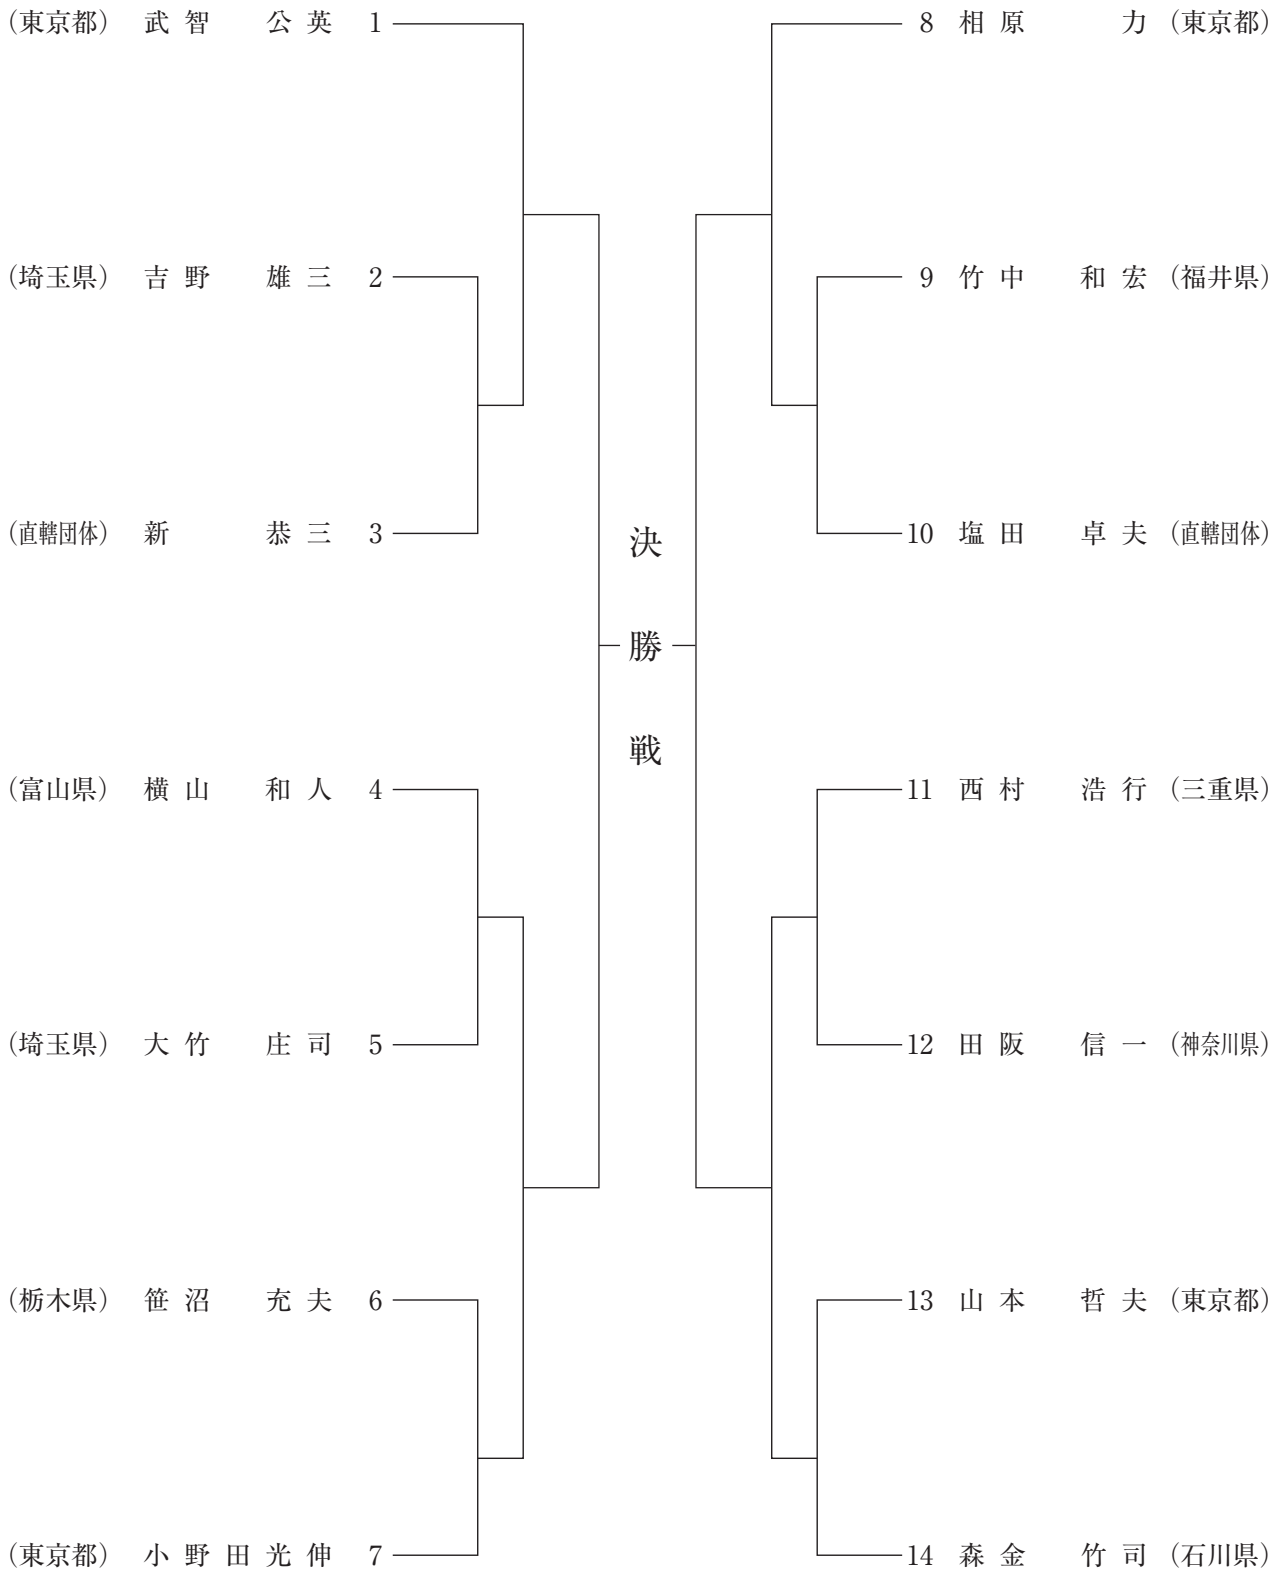 (東京都) 武智 公英 1
(埼玉県) 吉野 雄三 2
(直轄団体) 新 恭三 3
(富山県) 横山 和人 4
(埼玉県) 大竹 庄司 5
(栃木県) 笹沼 充夫 6
(東京都) 小野田光伸 7
決
勝
戦
8 相原 力 (東京都)
9 竹中 和宏 (福井県)
10 塩田 卓夫 (直轄団体)
11 西村 浩行 (三重県)
12 田阪 信一 (神奈川県)
13 山本 哲夫 (東京都)
14 森金 竹司 (石川県)